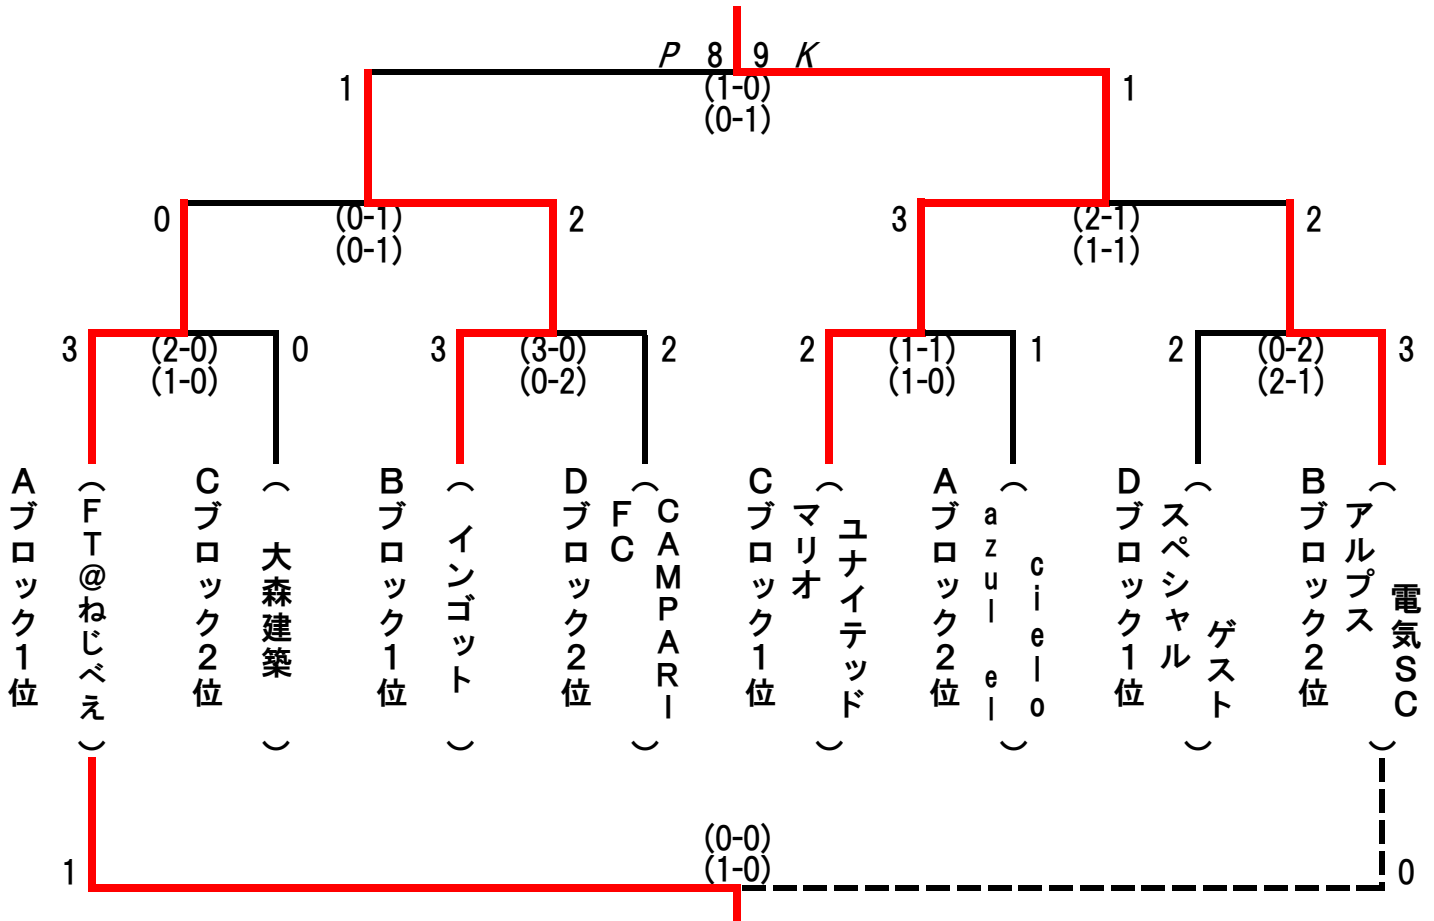 P 8 9 K
1 (1-0) 1
(0-1)
0 (0-1) 2 3 (2-1) 2
(0-1) (1-1)
3 (2-0) 0 3 (3-0) 2 2 (1-1) 1 2 (0-2) 3
(1-0) (0-2) (1-0) (2-1)
Aブロック1位
(FT@ねじべえ)
Cブロック2位
(大森建築)
Bブロック1位
(インゴット)
Dブロック2位
(CAMPARI
FC)
Cブロック1位
(マリオ
ユナイテッド)
Aブロック2位
(azul el
cielo)
Dブロック1位
(スペシャル
ゲスト)
Bブロック2位
(アルプス
電気SC)
(0-0)
1 (1-0) 0